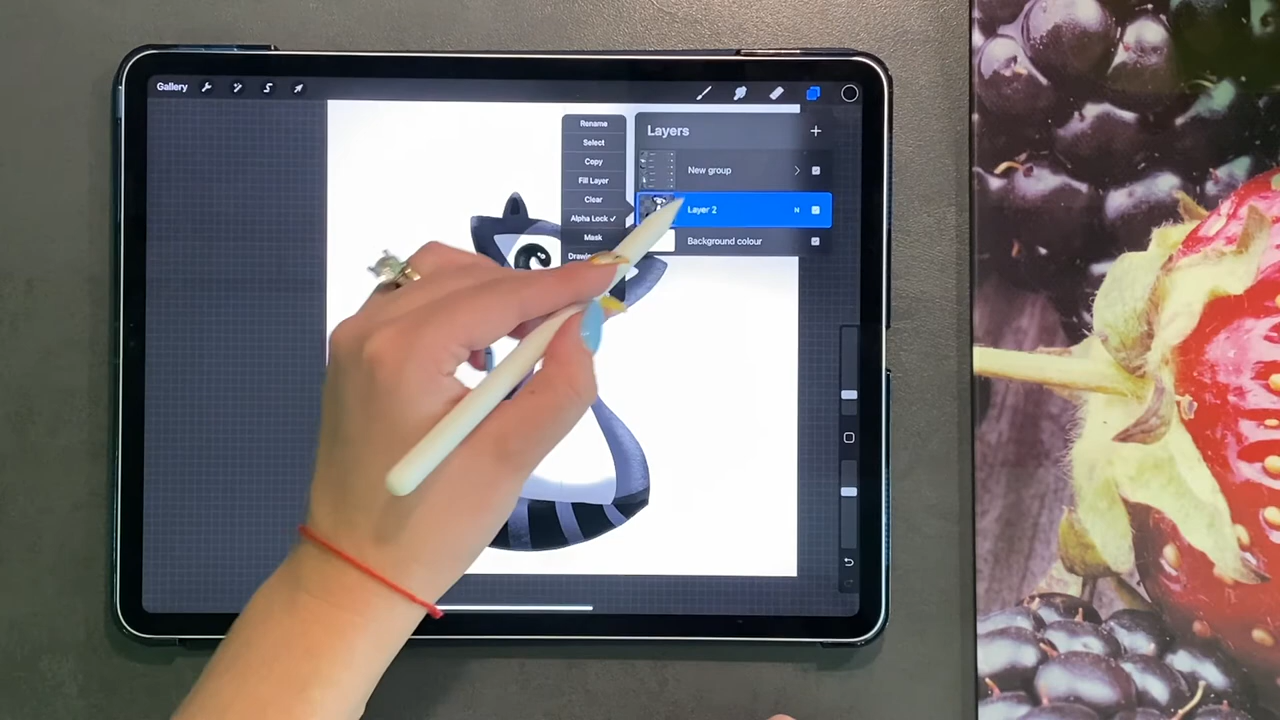 Gallery
Rename
Select
Copy
Fill Layer
Clear
Alpha Lock ✓
Mask
Layers
New group
Layer 2
N
Background colour